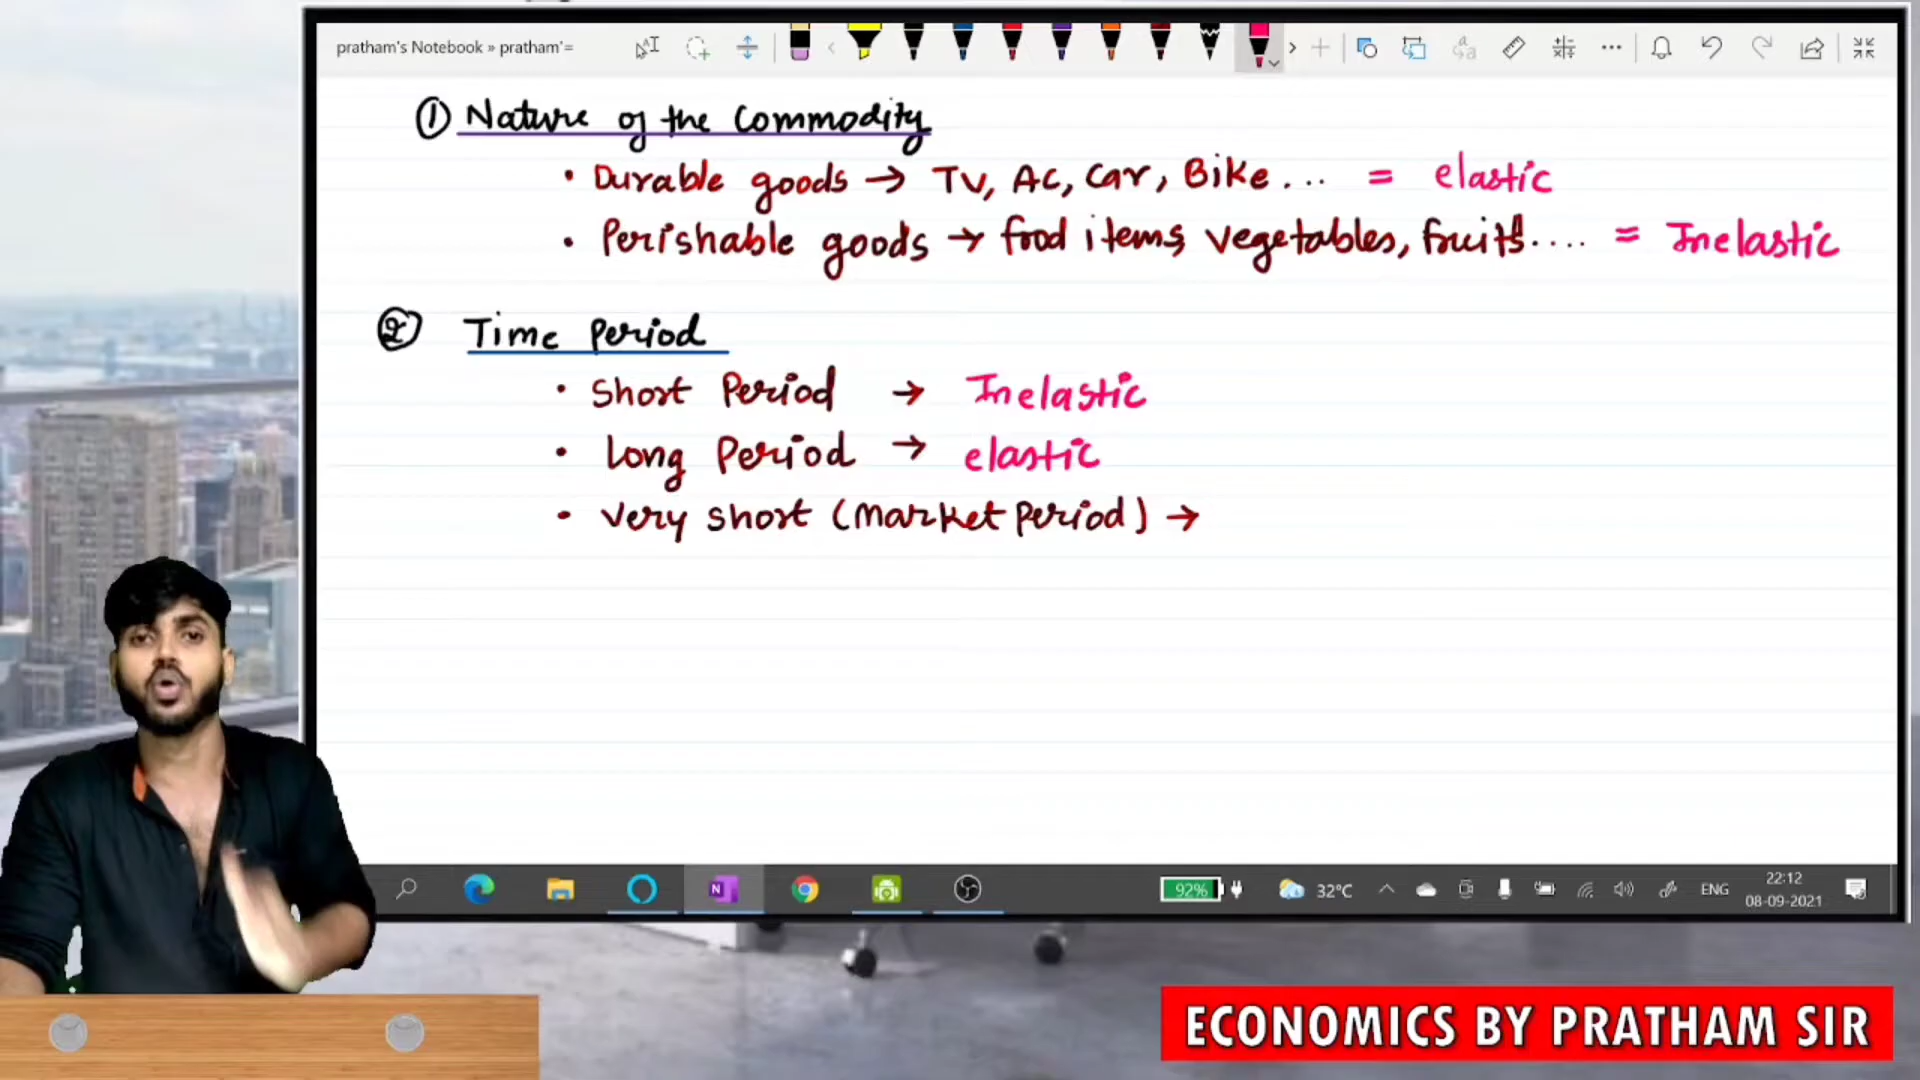 pratham's Notebook » pratham'=
① Nature of the Commodity
• Durable goods → TV, AC, Car, Bike... = elastic
• Perishable goods → food items, vegetables, fruits.... = Inelastic
② Time Period
• Short Period → Inelastic
• Long Period → elastic
• Very short (Market Period) →
92%
32°C
ENG
22:12
08-09-2021
ECONOMICS BY PRATHAM SIR